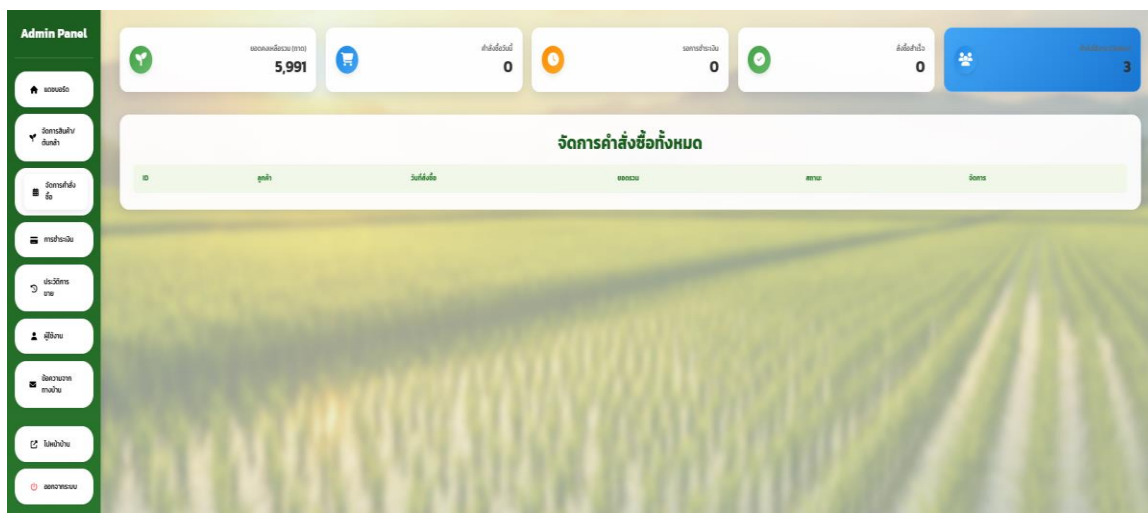 Admin Panel
แดชบอร์ด
จัดการสินค้า/
ต้นกล้า
จัดการคำสั่ง
ซื้อ
การชำระเงิน
ประวัติการ
ขาย
ผู้ใช้งาน
ข้อความจาก
ทางบ้าน
ไปหน้าบ้าน
ออกจากระบบ
ยอดคงเหลือรวม (ถาด)
5,991
คำสั่งซื้อวันนี้
0
รอการชำระเงิน
0
สั่งซื้อสำเร็จ
0
3
จัดการคำสั่งซื้อทั้งหมด
ID ลูกค้า วันที่สั่งซื้อ ยอดรวม สถานะ จัดการ